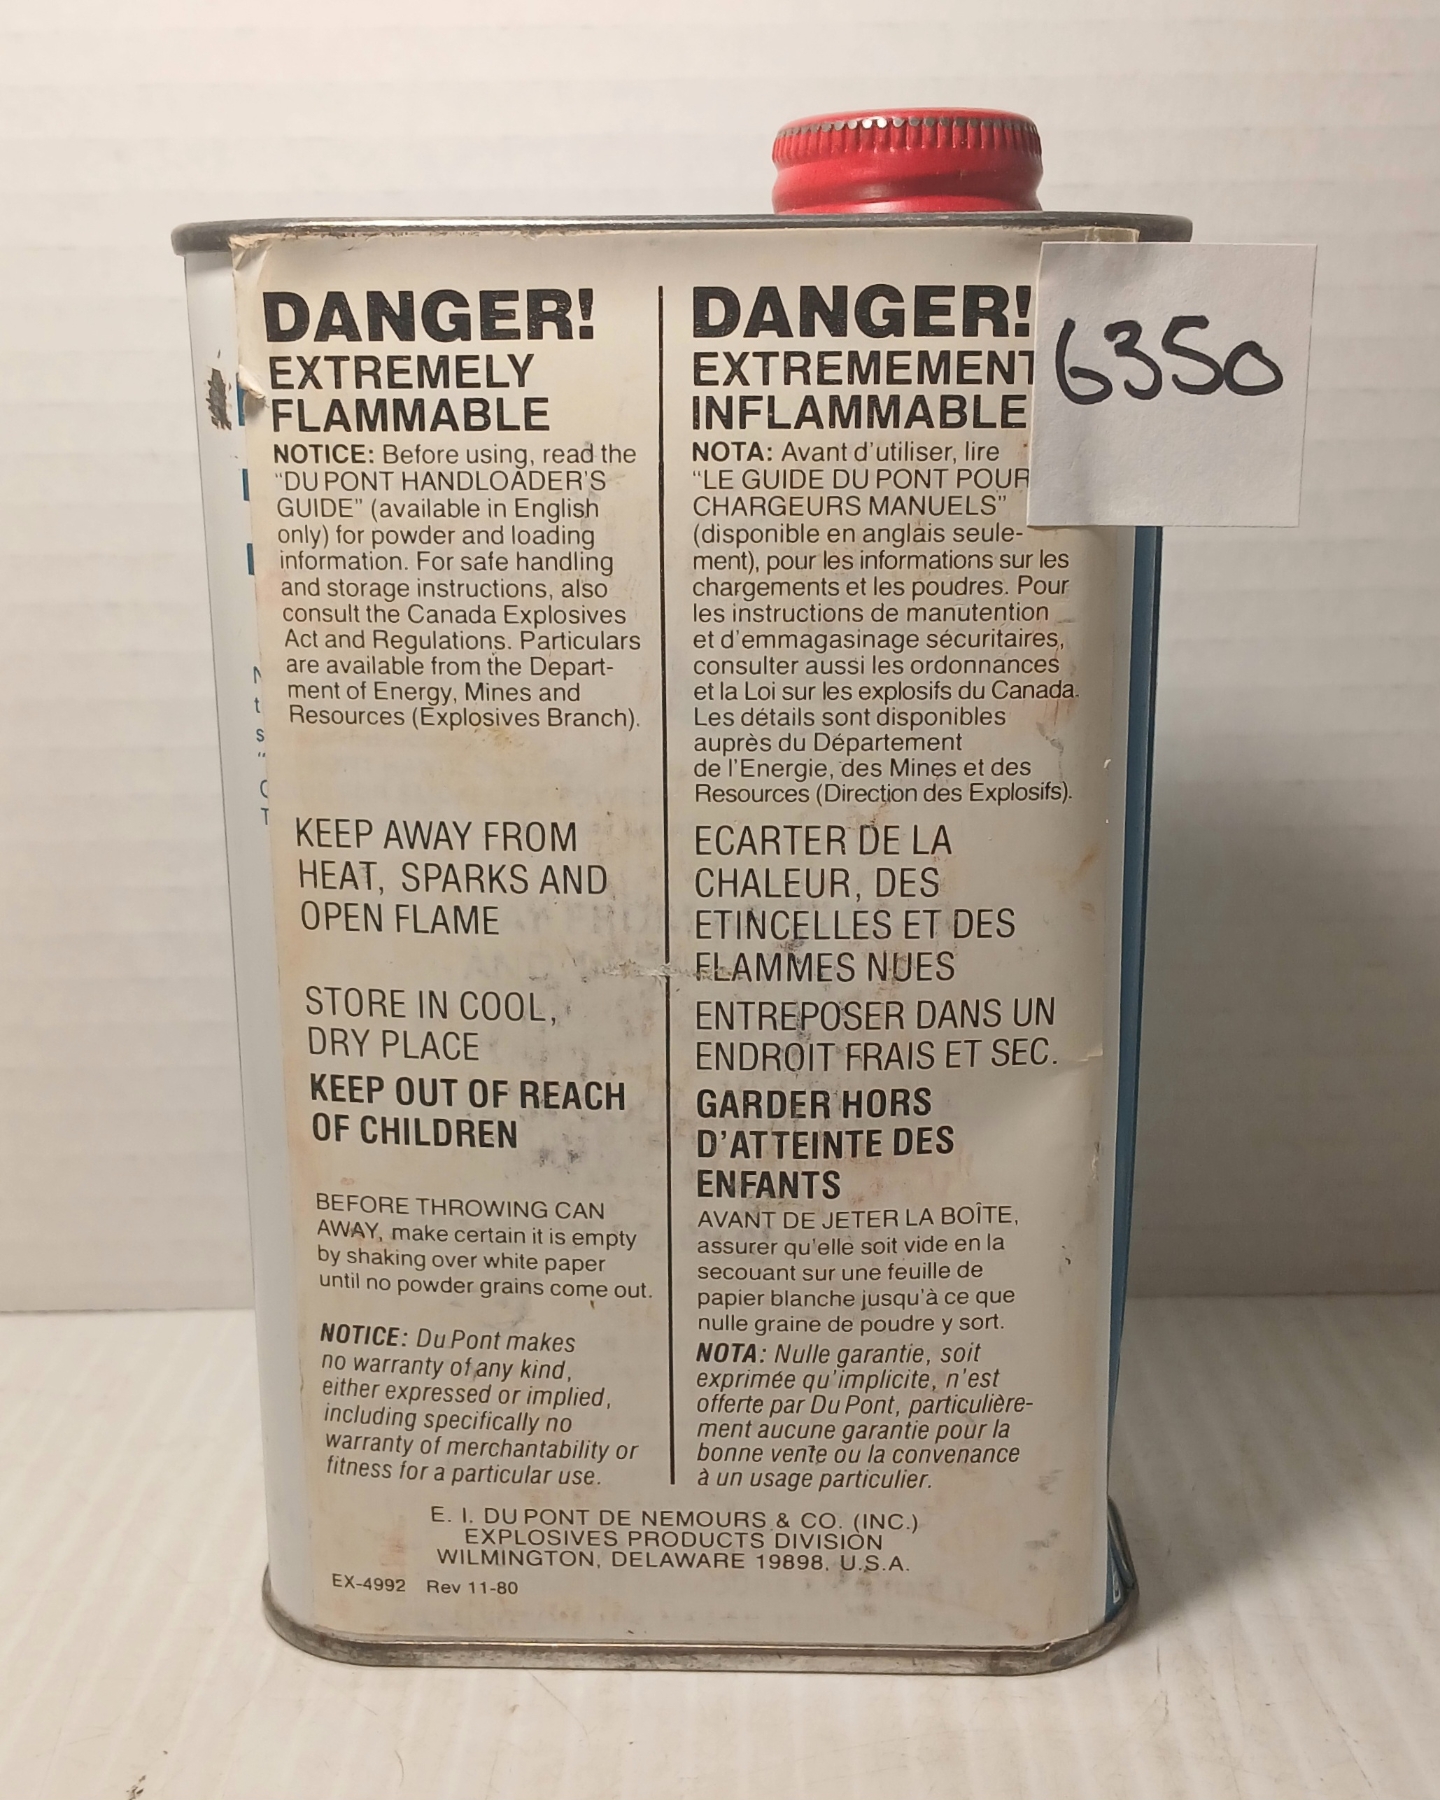 DANGER!
EXTREMELY
FLAMMABLE
NOTICE: Before using, read the
"DU PONT HANDLOADER'S
GUIDE" (available in English
only) for powder and loading
information. For safe handling
and storage instructions, also
consult the Canada Explosives
Act and Regulations. Particulars
are available from the Depart-
ment of Energy, Mines and
Resources (Explosives Branch).
KEEP AWAY FROM
HEAT, SPARKS AND
OPEN FLAME
STORE IN COOL,
DRY PLACE
KEEP OUT OF REACH
OF CHILDREN
BEFORE THROWING CAN
AWAY, make certain it is empty
by shaking over white paper
until no powder grains come out.
NOTICE: Du Pont makes
no warranty of any kind,
either expressed or implied,
including specifically no
warranty of merchantability or
fitness for a particular use.
DANGER!
EXTREMEMENT
INFLAMMABLE
NOTA: Avant d'utiliser, lire
"LE GUIDE DU PONT POUR
CHARGEURS MANUELS"
(disponible en anglais seule-
ment), pour les informations sur les
chargements et les poudres. Pour
les instructions de manutention
et d'emmagasinage sécuritaires,
consulter aussi les ordonnances
et la Loi sur les explosifs du Canada.
Les détails sont disponibles
auprès du Département
de l'Energie, des Mines et des
Resources (Direction des Explosifs).
ECARTER DE LA
CHALEUR, DES
ETINCELLES ET DES
FLAMMES NUES
ENTREPOSER DANS UN
ENDROIT FRAIS ET SEC.
GARDER HORS
D'ATTEINTE DES
ENFANTS
AVANT DE JETER LA BOÎTE,
assurer qu'elle soit vide en la
secouant sur une feuille de
papier blanche jusqu'à ce que
nulle graine de poudre y sort.
NOTA: Nulle garantie, soit
exprimée qu'implicite, n'est
offerte par Du Pont, particulière-
ment aucune garantie pour la
bonne vente ou la convenance
à un usage particulier.
E. I. DU PONT DE NEMOURS & CO. (INC.)
EXPLOSIVES PRODUCTS DIVISION
WILMINGTON, DELAWARE 19898, U.S.A.
EX-4992 Rev 11-80
6350